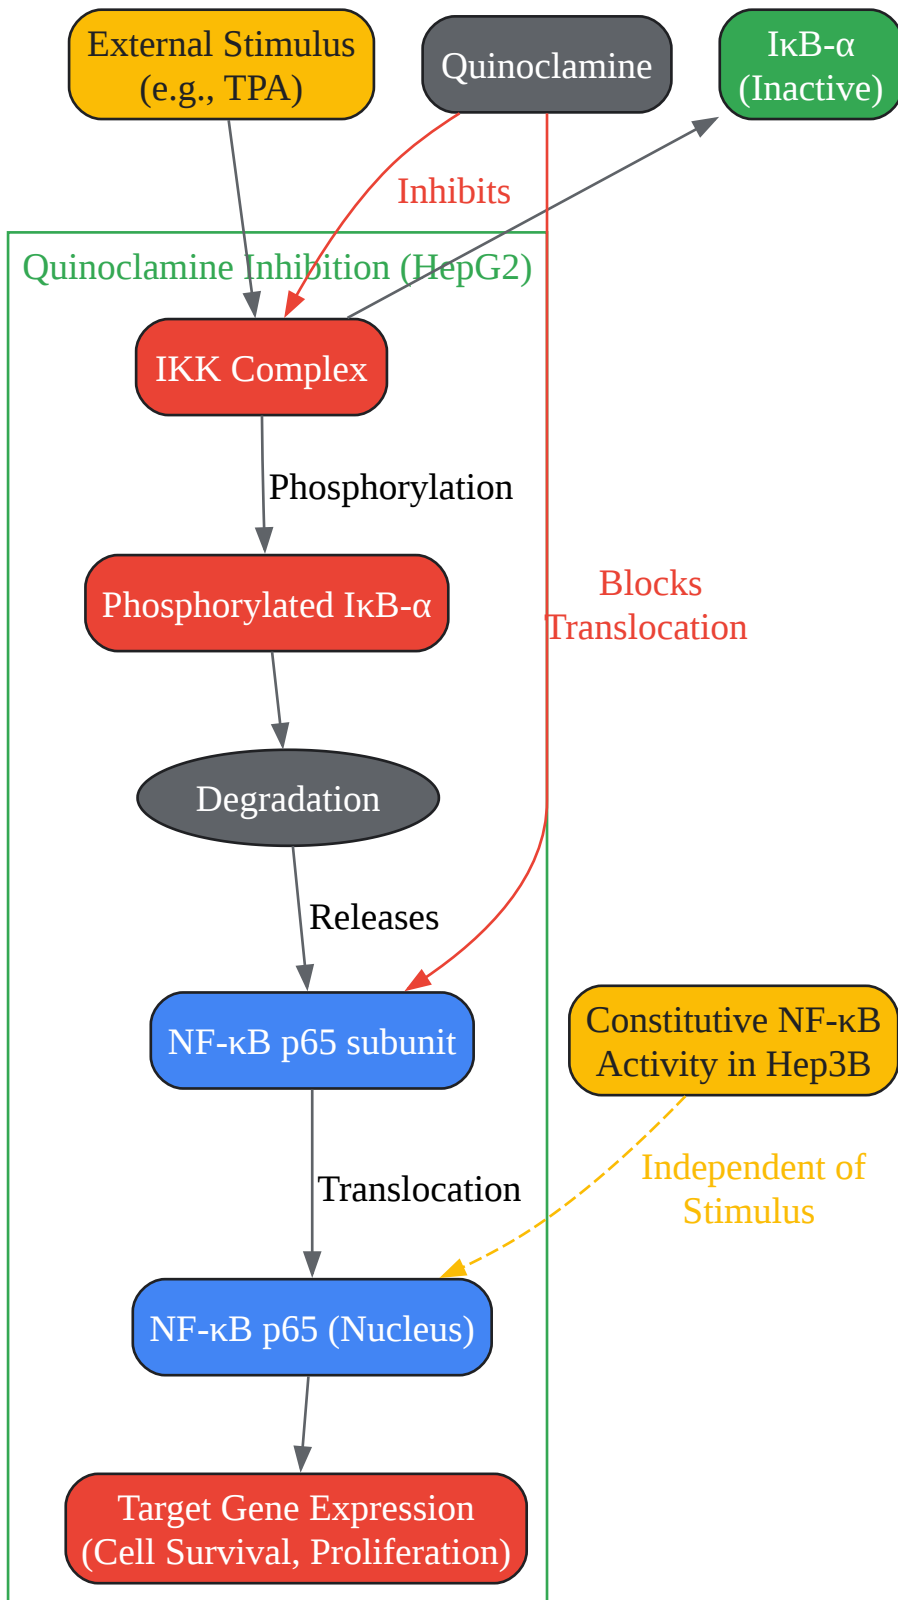 External Stimulus
(e.g., TPA)
Quinoclamine
IκB-α
(Inactive)
Inhibits
Quinoclamine Inhibition (HepG2)
IKK Complex
Phosphorylation
Phosphorylated IκB-α
Blocks
Translocation
Degradation
Releases
NF-κB p65 subunit
Constitutive NF-κB
Activity in Hep3B
Independent of
Stimulus
Translocation
NF-κB p65 (Nucleus)
Target Gene Expression
(Cell Survival, Proliferation)